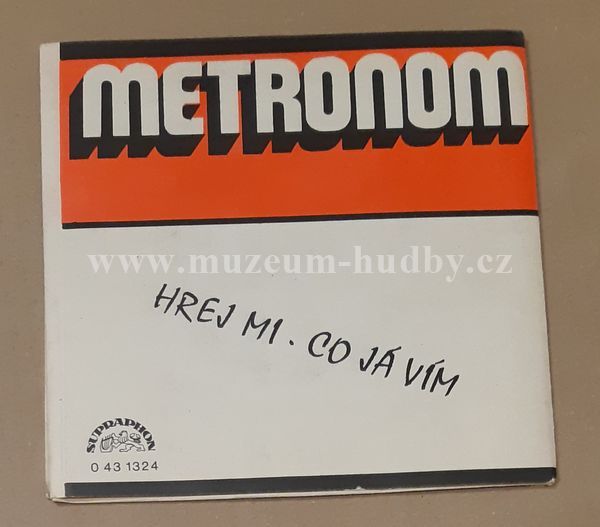 METRONOM
www.muzeum-hudby.cz
HREJ MI. CO JÁ VÍM
SUPRAPHON
0 43 1324